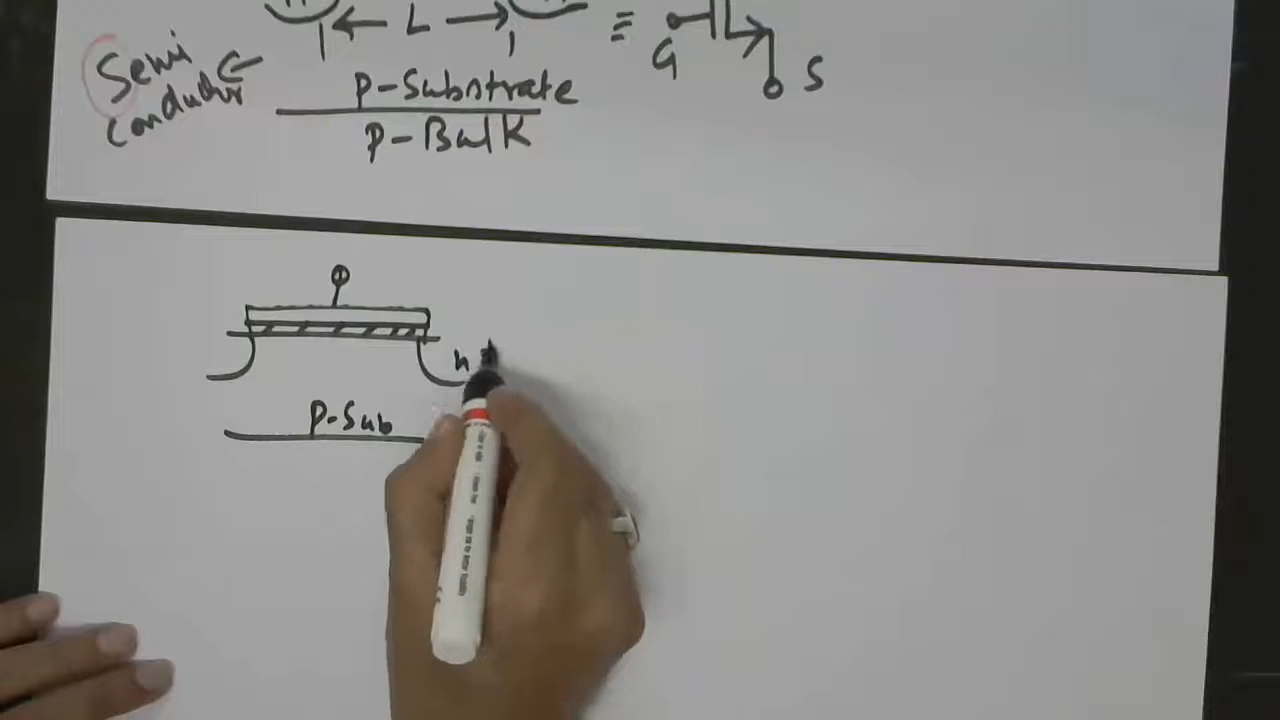 L
G
S
Semi
conductor
P-Substrate
P-Bulk
n
P-Sub